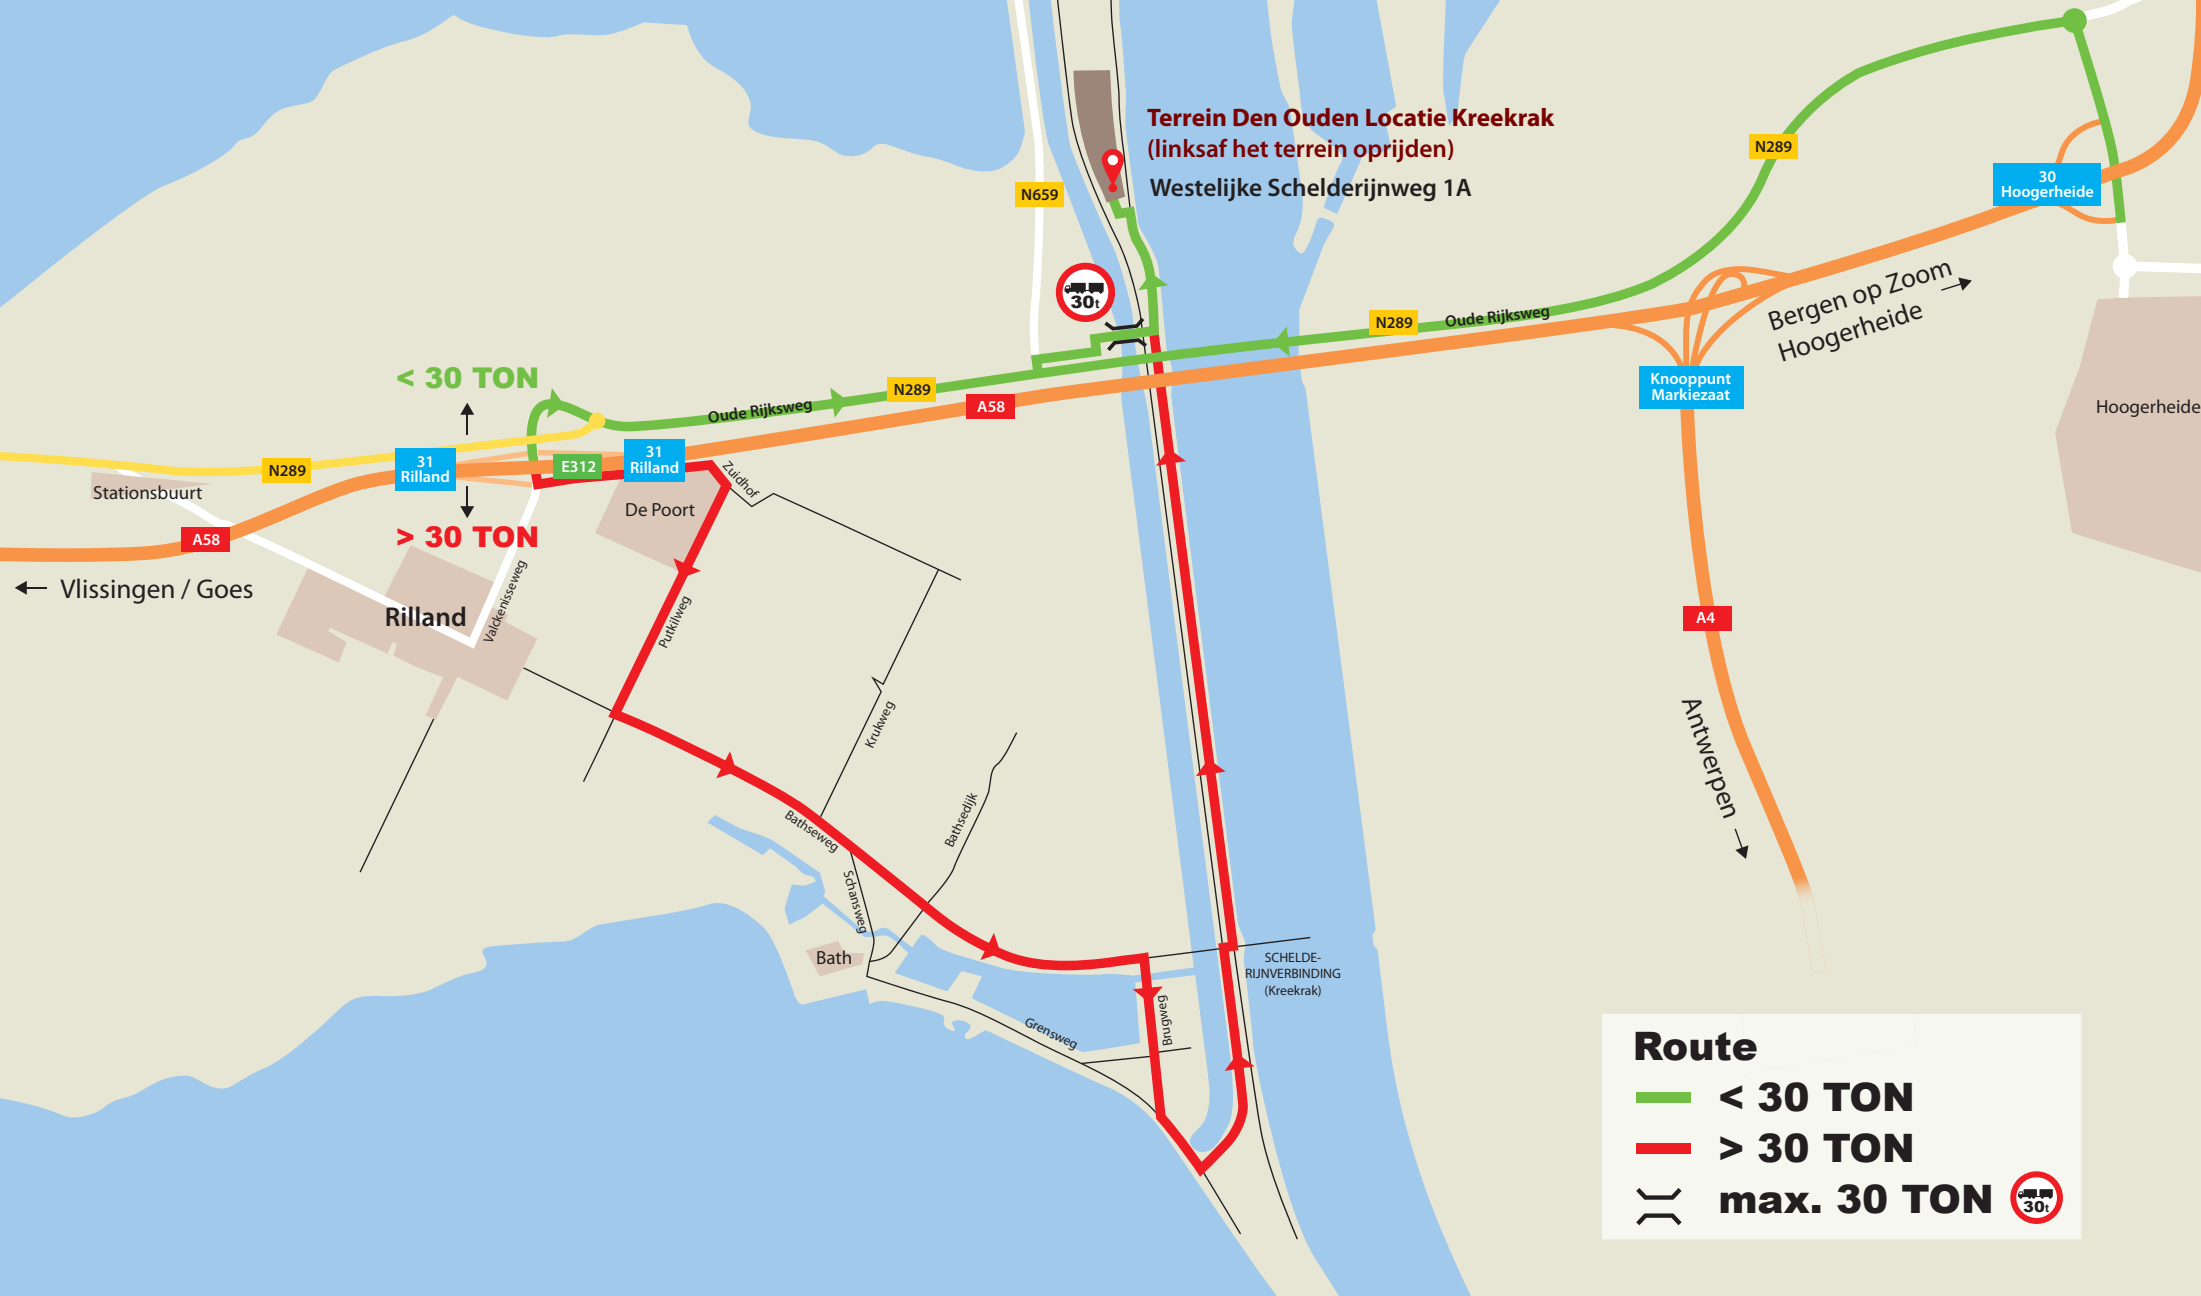 Terrein Den Ouden Locatie Kreekrak
(linksaf het terrein oprijden)
Westelijke Schelderijnweg 1A
N659
N289
30
Hoogerheide
30t
N289
Oude Rijksweg
Bergen op Zoom
Hoogerheide
Knooppunt
Markiezaat
Hoogerheide
< 30 TON
Oude Rijksweg
N289
A58
31
Rilland
E312
31
Rilland
N289
Stationsbuurt
A58
> 30 TON
De Poort
Zuidhof
Vlissingen / Goes
Rilland
Valckenisseweg
Putkilweg
A4
Antwerpen
Krukweg
Bathsedijk
Bathseweg
Schansweg
Bath
Grensweg
Brugweg
SCHELDE-
RIJNVERBINDING
(Kreekrak)
Route
< 30 TON
> 30 TON
max. 30 TON
30t